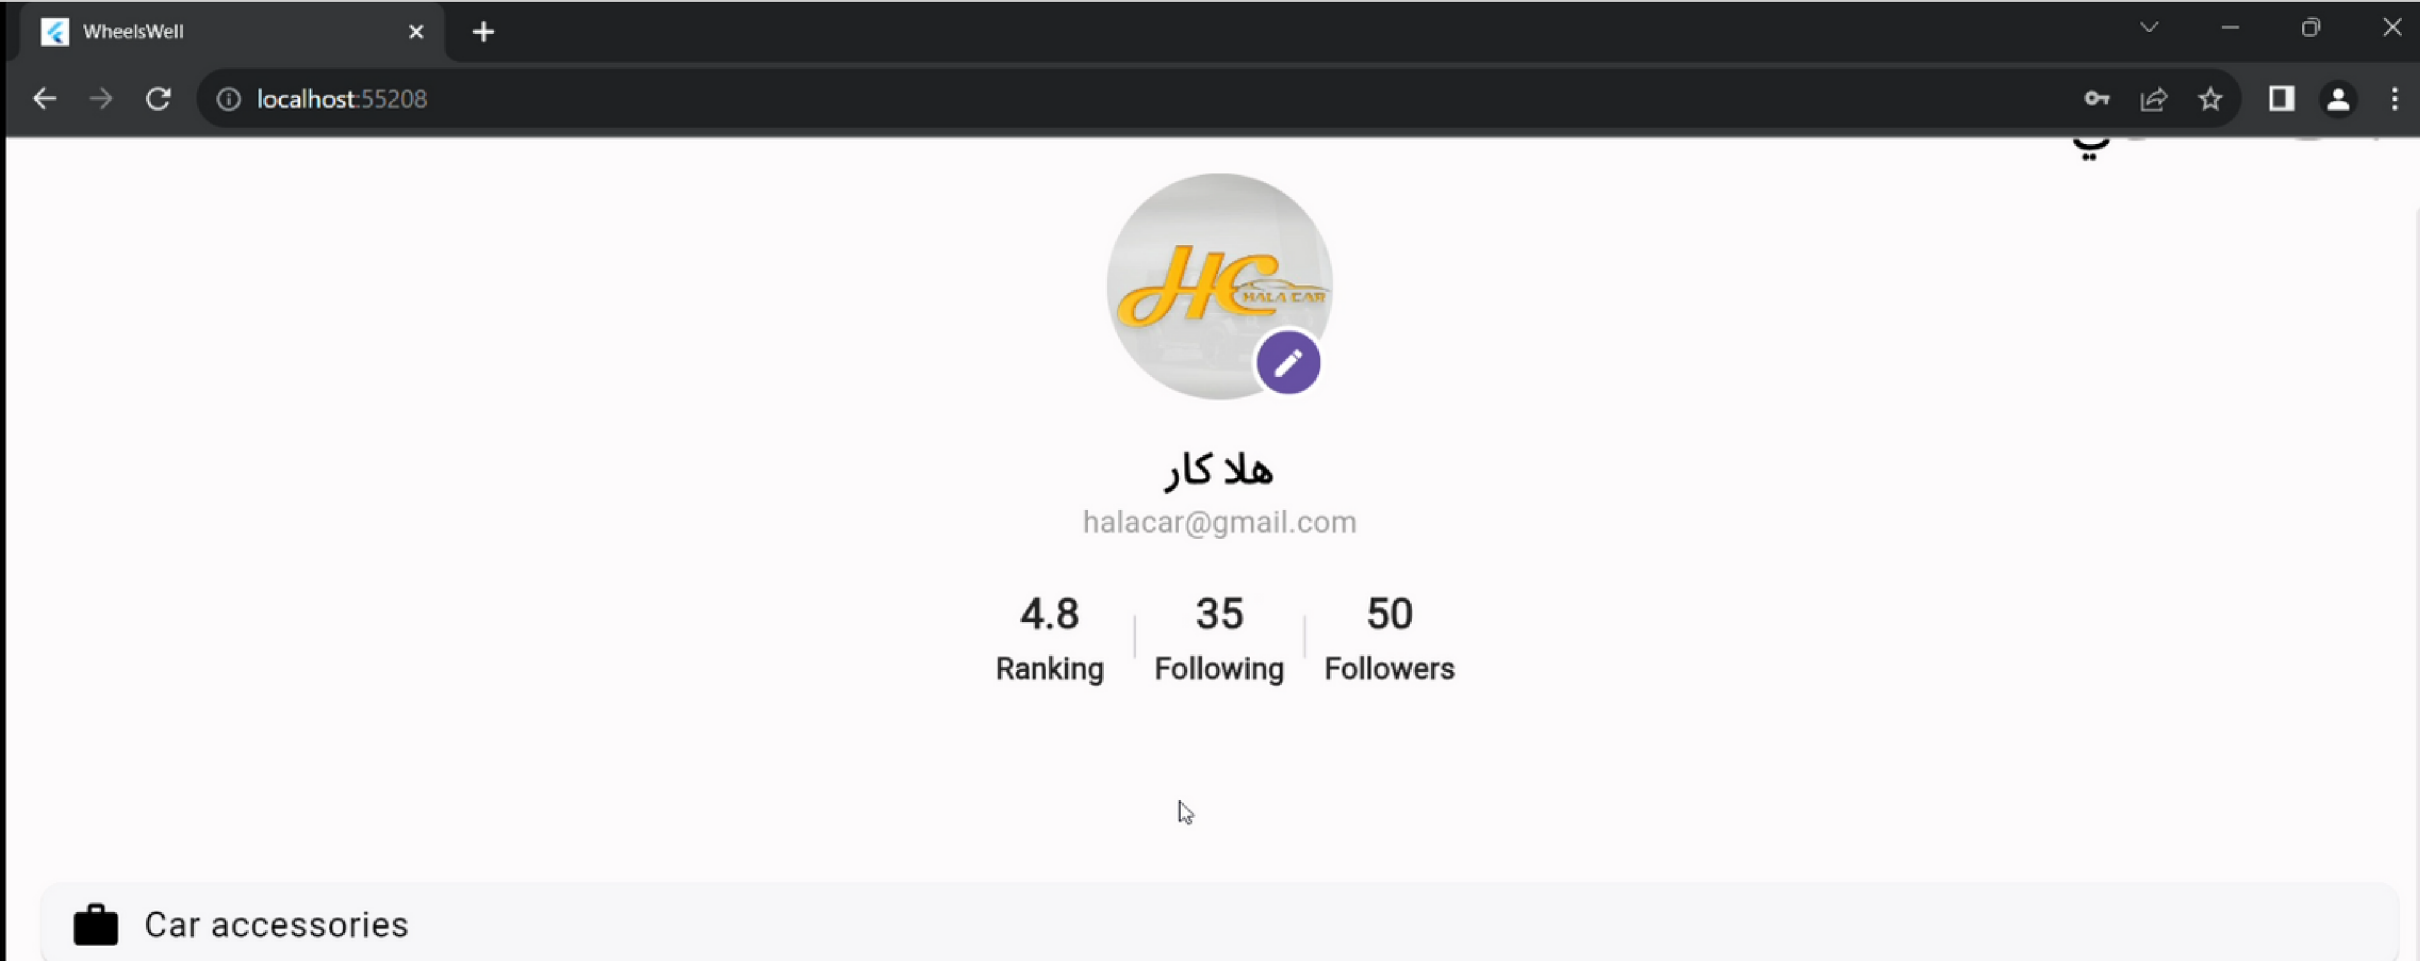 WheelsWell
localhost:55208
HC HALA CAR
هلا كار
halacar@gmail.com
4.8 35 50
Ranking Following Followers
Car accessories